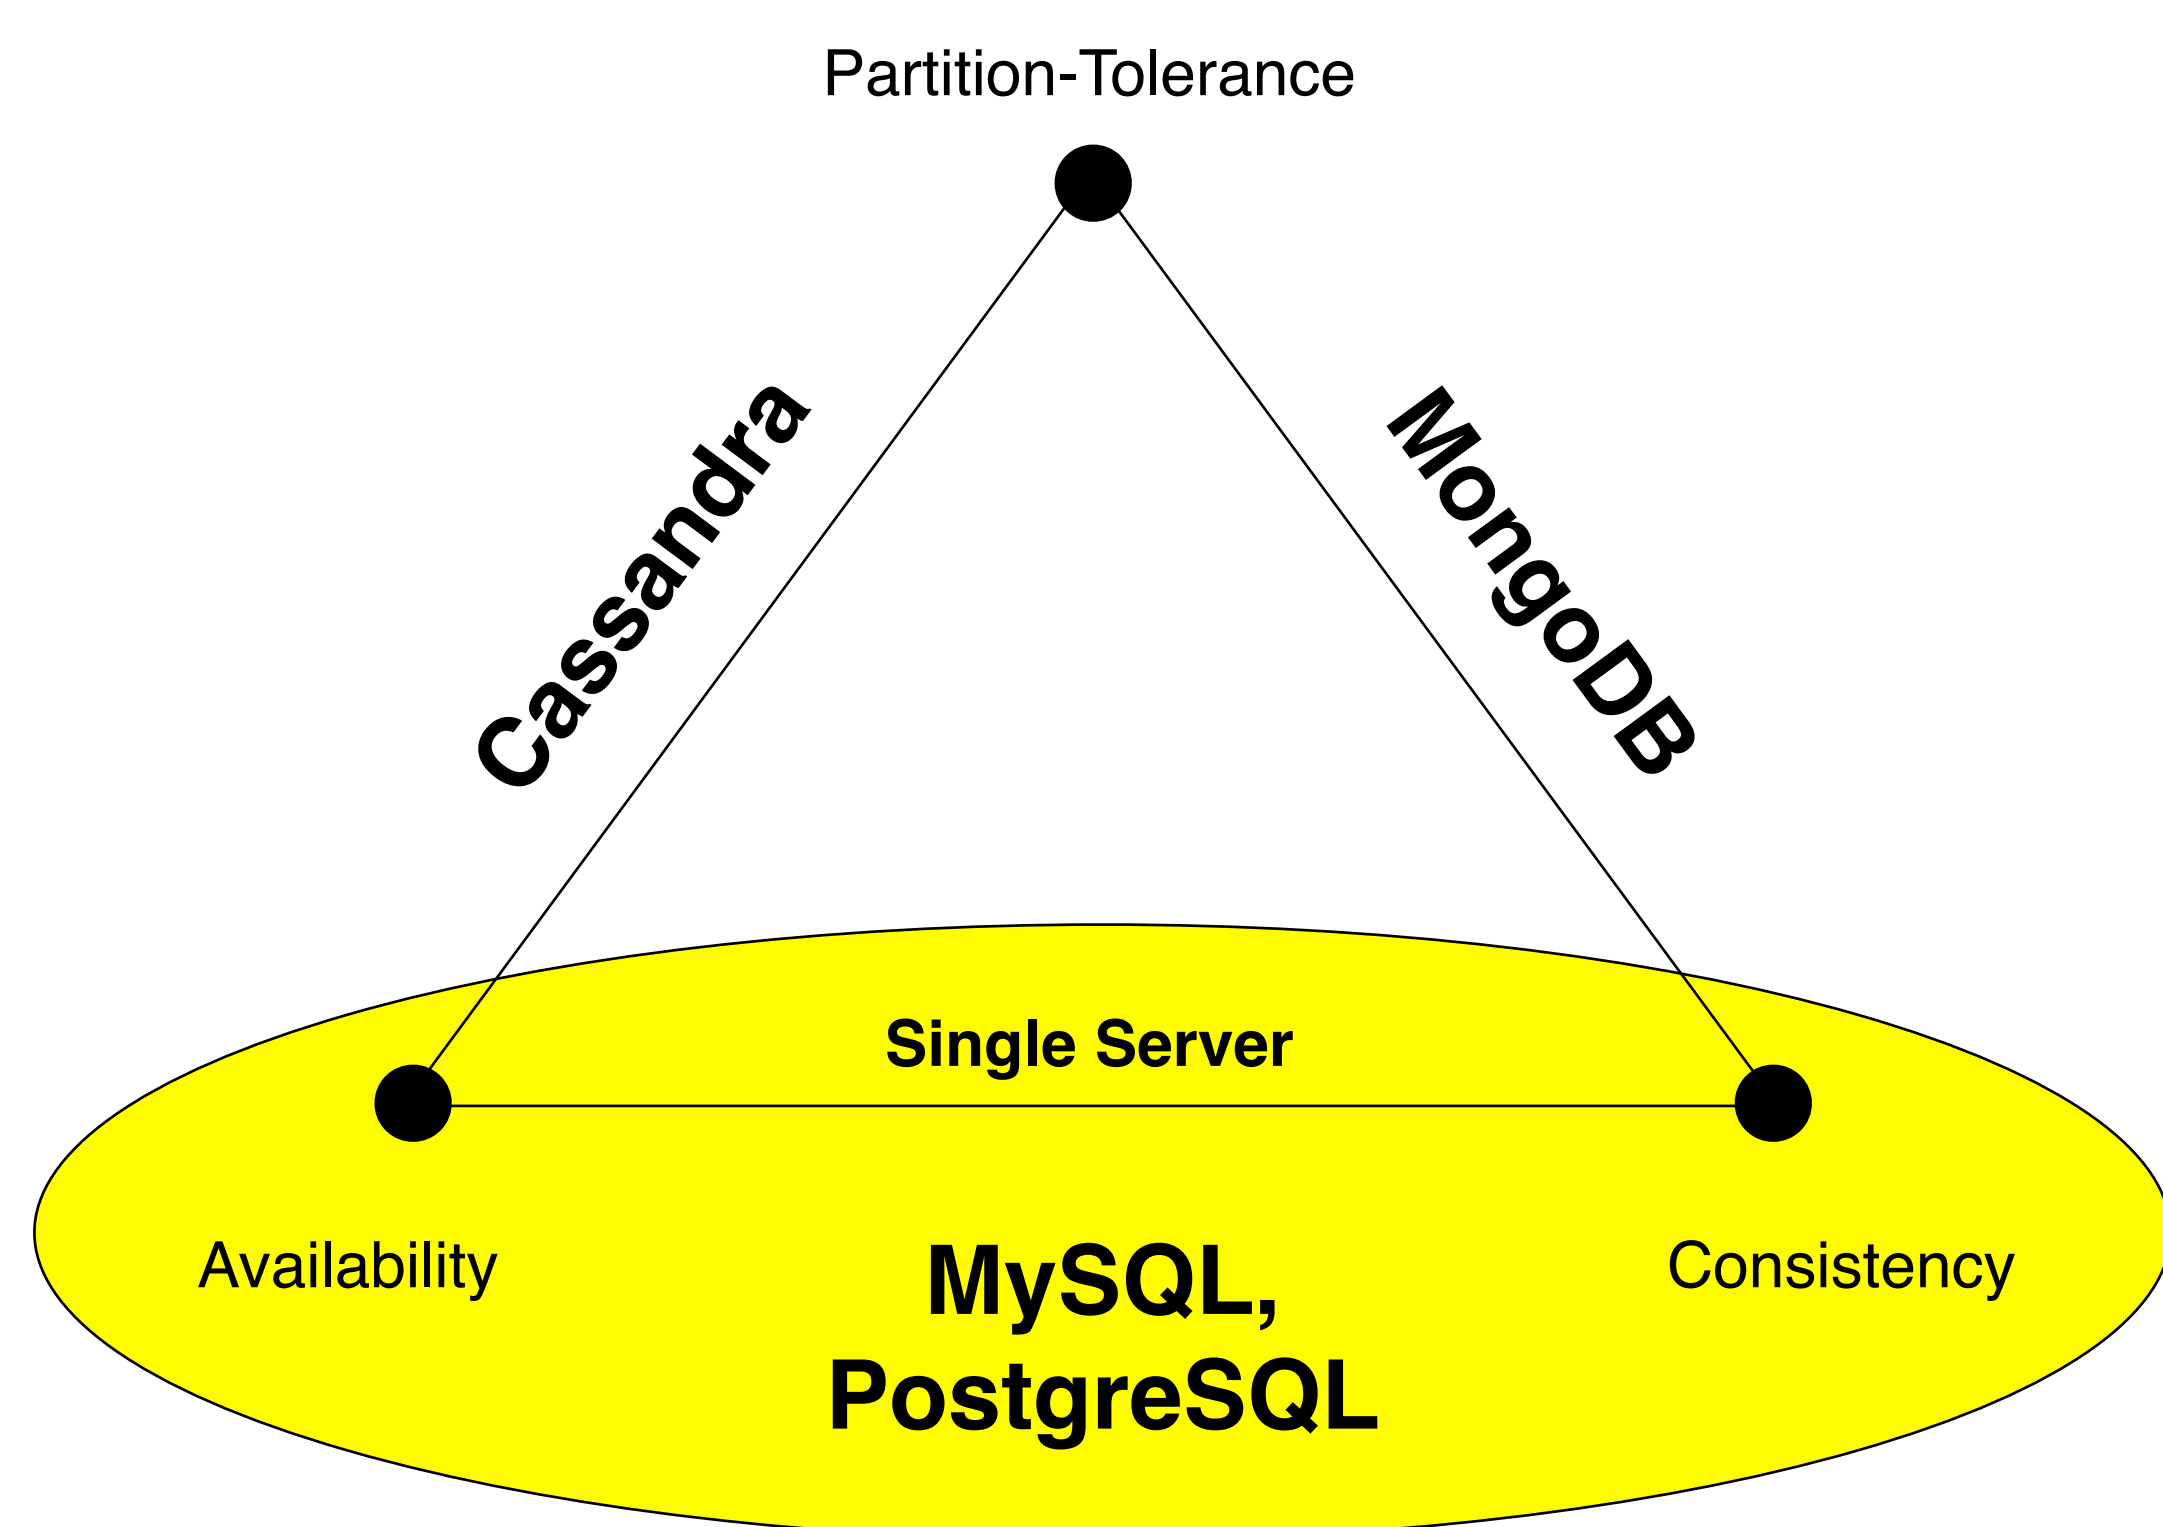 Partition-Tolerance
Cassandra
MongoDB
Single Server
Availability
Consistency
MySQL,
PostgreSQL